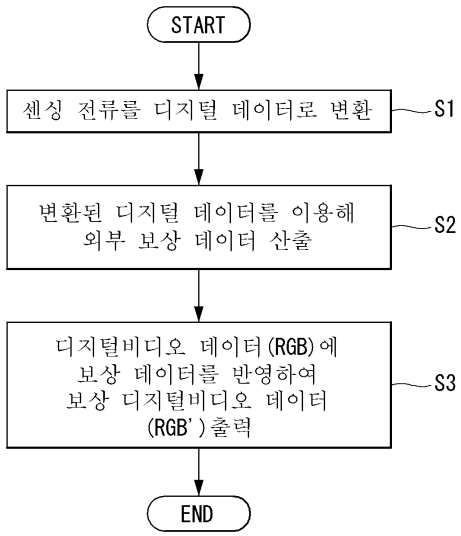 START
센싱 전류를 디지털 데이터로 변환
S1
변환된 디지털 데이터를 이용해
외부 보상 데이터 산출
S2
디지털비디오 데이터(RGB)에
보상 데이터를 반영하여
보상 디지털비디오 데이터
(RGB')출력
S3
END